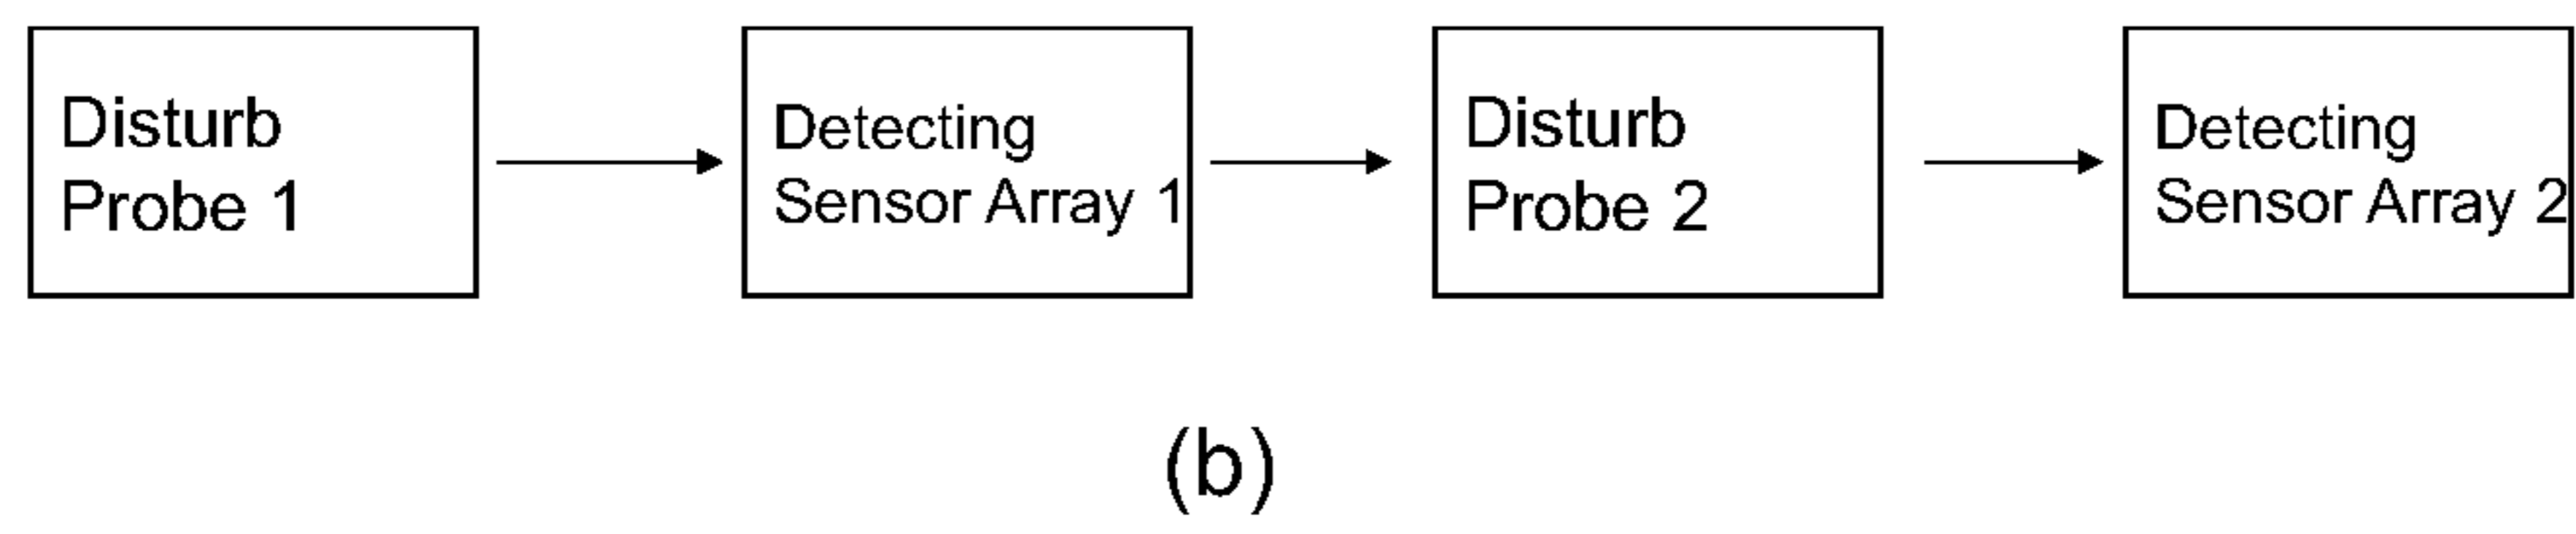 Disturb
Probe 1
Detecting
Sensor Array 1
Disturb
Probe 2
Detecting
Sensor Array 2
(b)